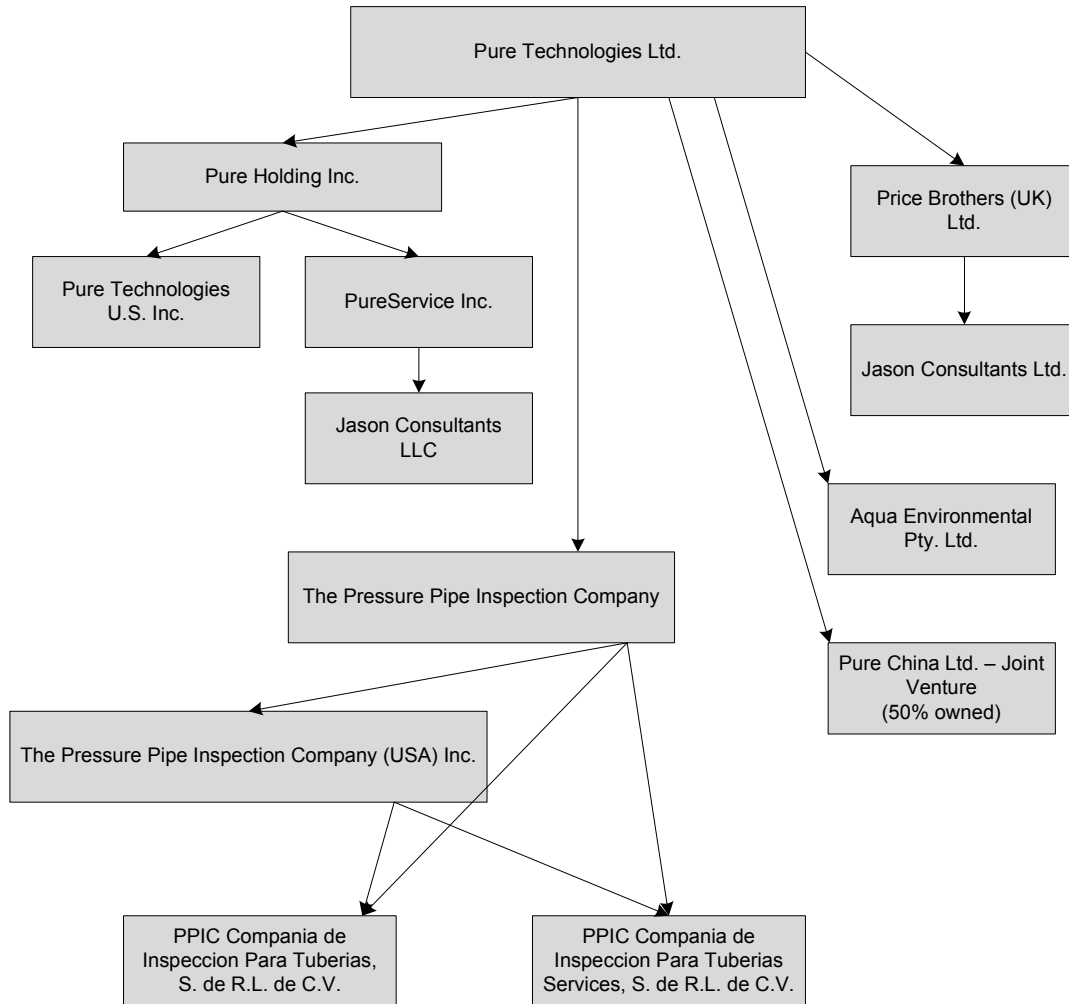 Pure Technologies Ltd.
Pure Holding Inc.
Price Brothers (UK)
Ltd.
Pure Technologies
U.S. Inc.
PureService Inc.
Jason Consultants Ltd.
Jason Consultants
LLC
Aqua Environmental
Pty. Ltd.
The Pressure Pipe Inspection Company
Pure China Ltd. – Joint
Venture
(50% owned)
The Pressure Pipe Inspection Company (USA) Inc.
PPIC Compania de
Inspeccion Para Tuberias,
S. de R.L. de C.V.
PPIC Compania de
Inspeccion Para Tuberias
Services, S. de R.L. de C.V.